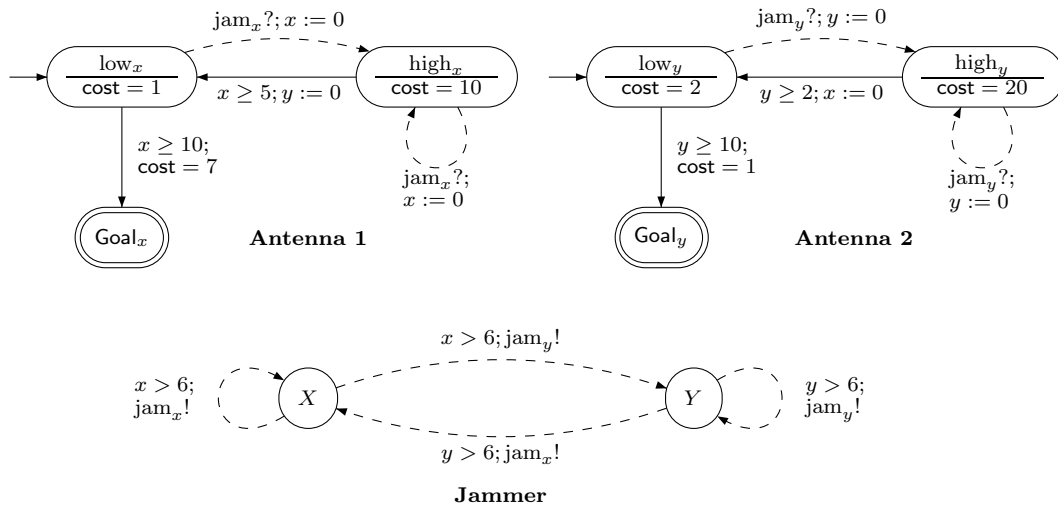 jam_x?; x := 0
low_x
cost = 1
high_x
cost = 10
x ≥ 5; y := 0
x ≥ 10;
cost = 7
jam_x?;
x := 0
Goal_x
Antenna 1
jam_y?; y := 0
low_y
cost = 2
high_y
cost = 20
y ≥ 2; x := 0
y ≥ 10;
cost = 1
jam_y?;
y := 0
Goal_y
Antenna 2
x > 6; jam_y!
x > 6;
jam_x!
X
Y
y > 6;
jam_y!
y > 6; jam_x!
Jammer